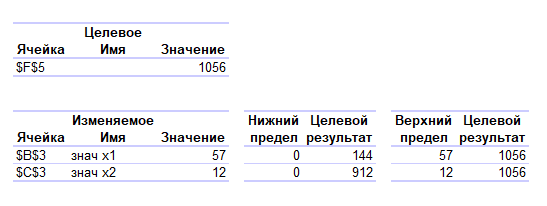 Целевое
Ячейка Имя Значение
$F$5 1056
Изменяемое Нижний Целевой Верхний Целевой
Ячейка Имя Значение предел результат предел результат
$B$3 знач x1 57 0 144 57 1056
$C$3 знач x2 12 0 912 12 1056